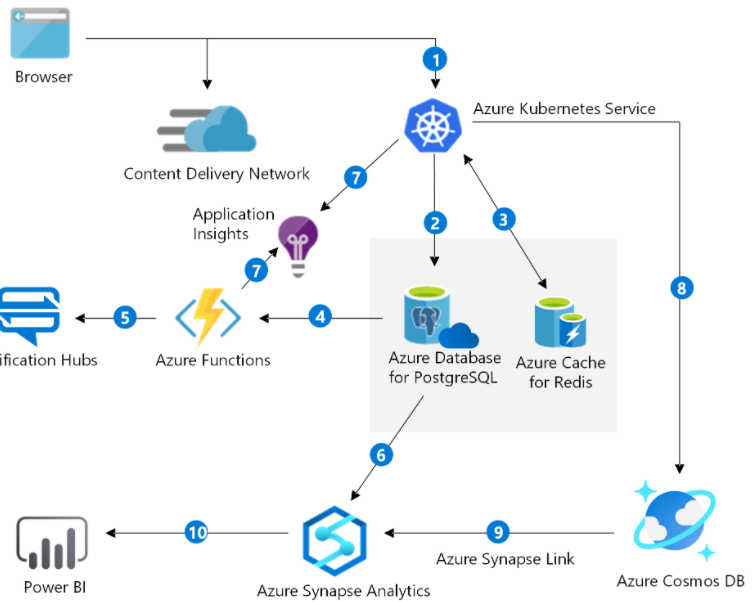 Browser
1
Azure Kubernetes Service
Content Delivery Network
7
Application
Insights
2
3
7
8
5
4
ification Hubs
Azure Functions
Azure Database
for PostgreSQL
Azure Cache
for Redis
6
10
9
Azure Synapse Link
Power BI
Azure Synapse Analytics
Azure Cosmos DB